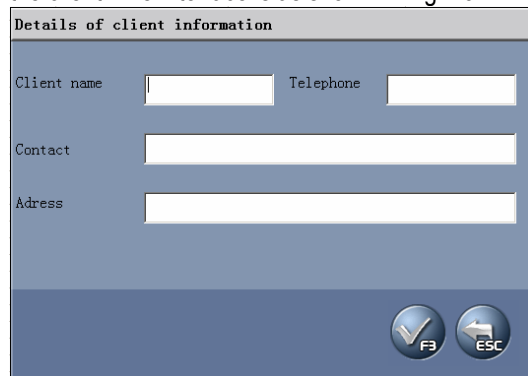 Details of client information
Client name Telephone
Contact
Adress
F3 ESC